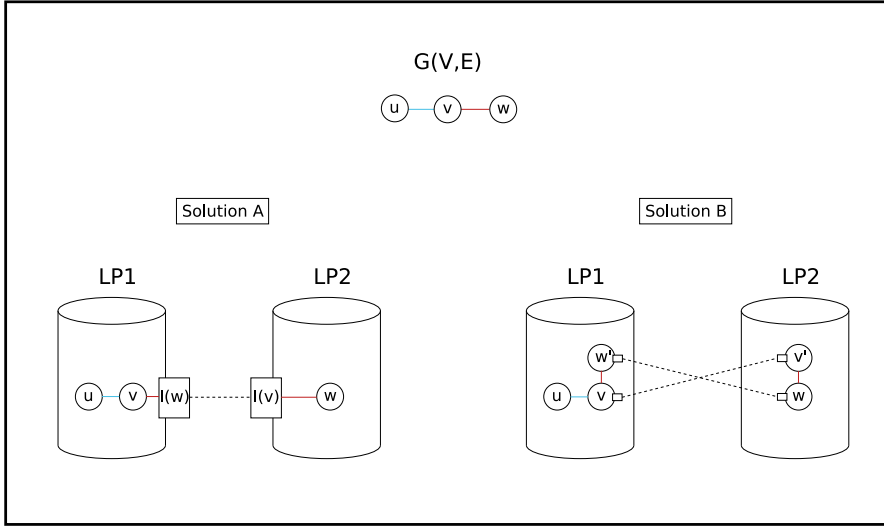 G(V,E)
u v w
Solution A
Solution B
LP1
LP2
LP1
LP2
u v I(w) I(v) w
w' v'
u v w